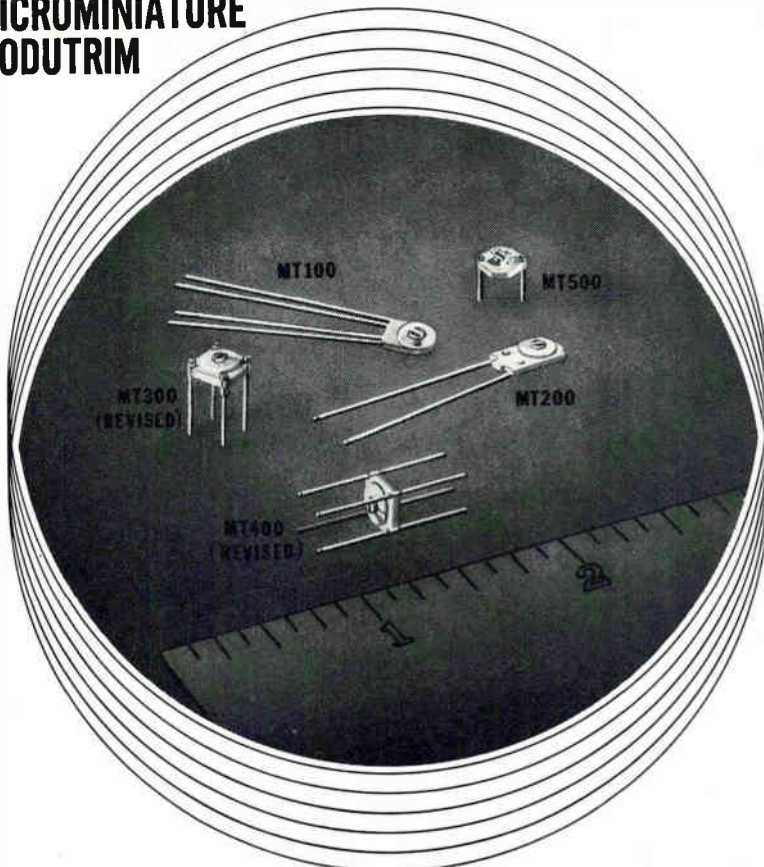 ICROMINIATURE
ODUTRIM
MT100
MT500
MT300
(REVISED)
MT200
MT400
(REVISED)
1
2